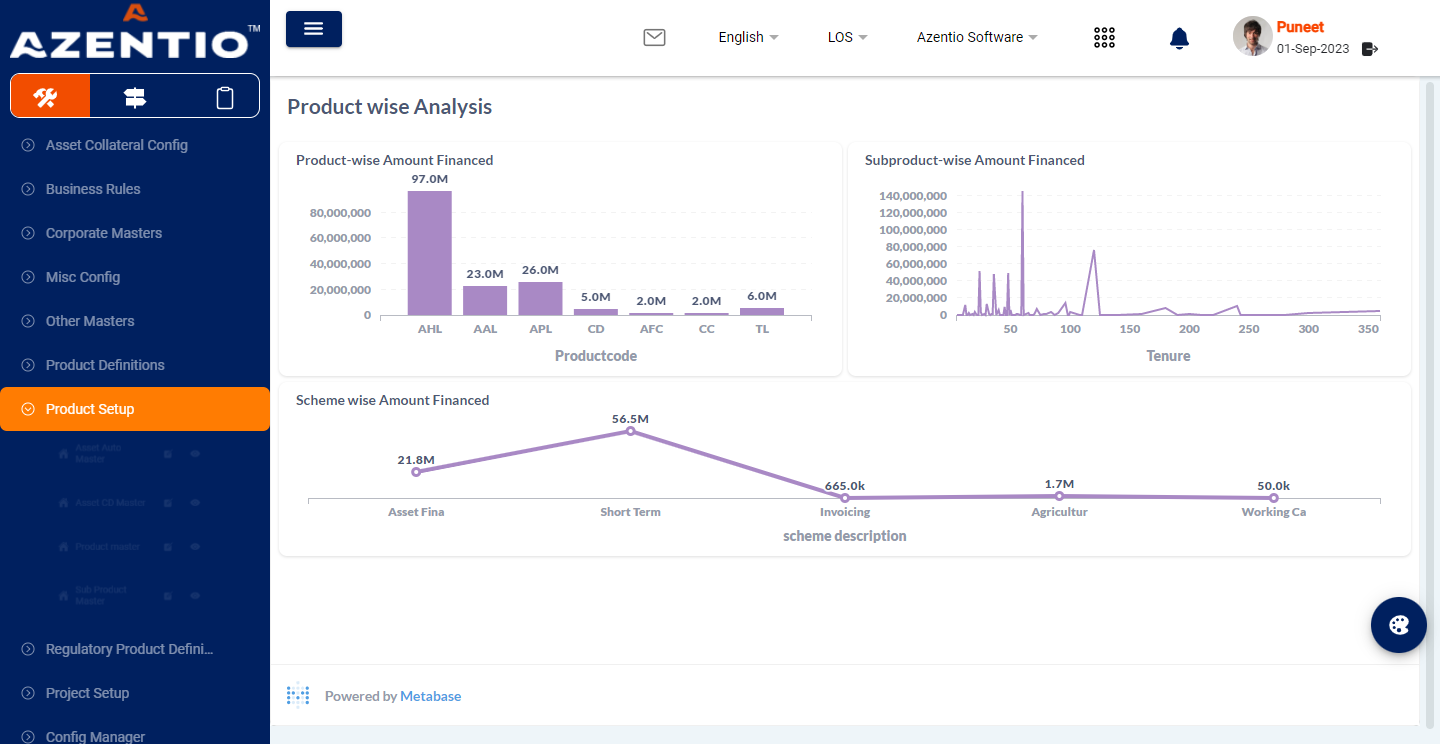 AZENTIO™
English
LOS
Azentio Software
Puneet
01-Sep-2023
Asset Collateral Config
Business Rules
Corporate Masters
Misc Config
Other Masters
Product Definitions
Product Setup
Asset Auto
Master
Asset CD Master
Product master
Sub Product
Master
Regulatory Product Defini...
Project Setup
Config Manager
Product wise Analysis
Product-wise Amount Financed
97.0M
80,000,000
60,000,000
40,000,000
20,000,000
0
23.0M
26.0M
5.0M
2.0M
2.0M
6.0M
AHL AAL APL CD AFC CC TL
Productcode
Subproduct-wise Amount Financed
140,000,000
120,000,000
100,000,000
80,000,000
60,000,000
40,000,000
20,000,000
0
50 100 150 200 250 300 350
Tenure
Scheme wise Amount Financed
21.8M
56.5M
665.0k
1.7M
50.0k
Asset Fina Short Term Invoicing Agricultur Working Ca
scheme description
Powered by Metabase